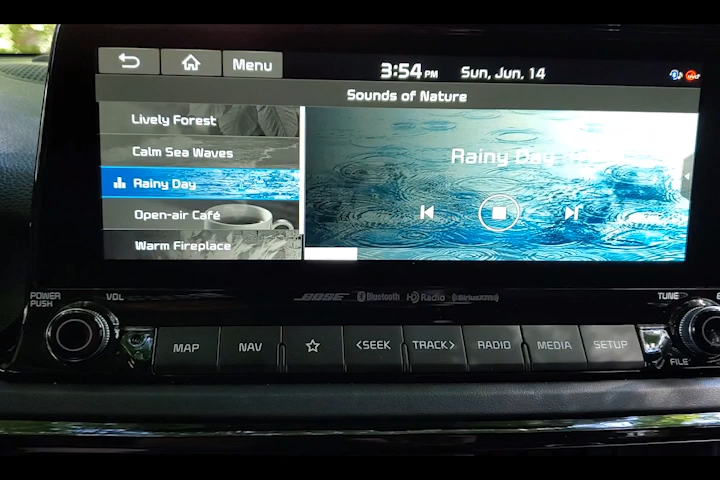 Menu
3:54 PM
Sun, Jun, 14
Sounds of Nature
Lively Forest
Calm Sea Waves
Rainy Day
Open-air Café
Warm Fireplace
Rainy Day
POWER
PUSH
VOL
BOSE
Bluetooth
HD Radio
((SiriusXM))
TUNE
FILE
MAP
NAV
<SEEK
TRACK>
RADIO
MEDIA
SETUP